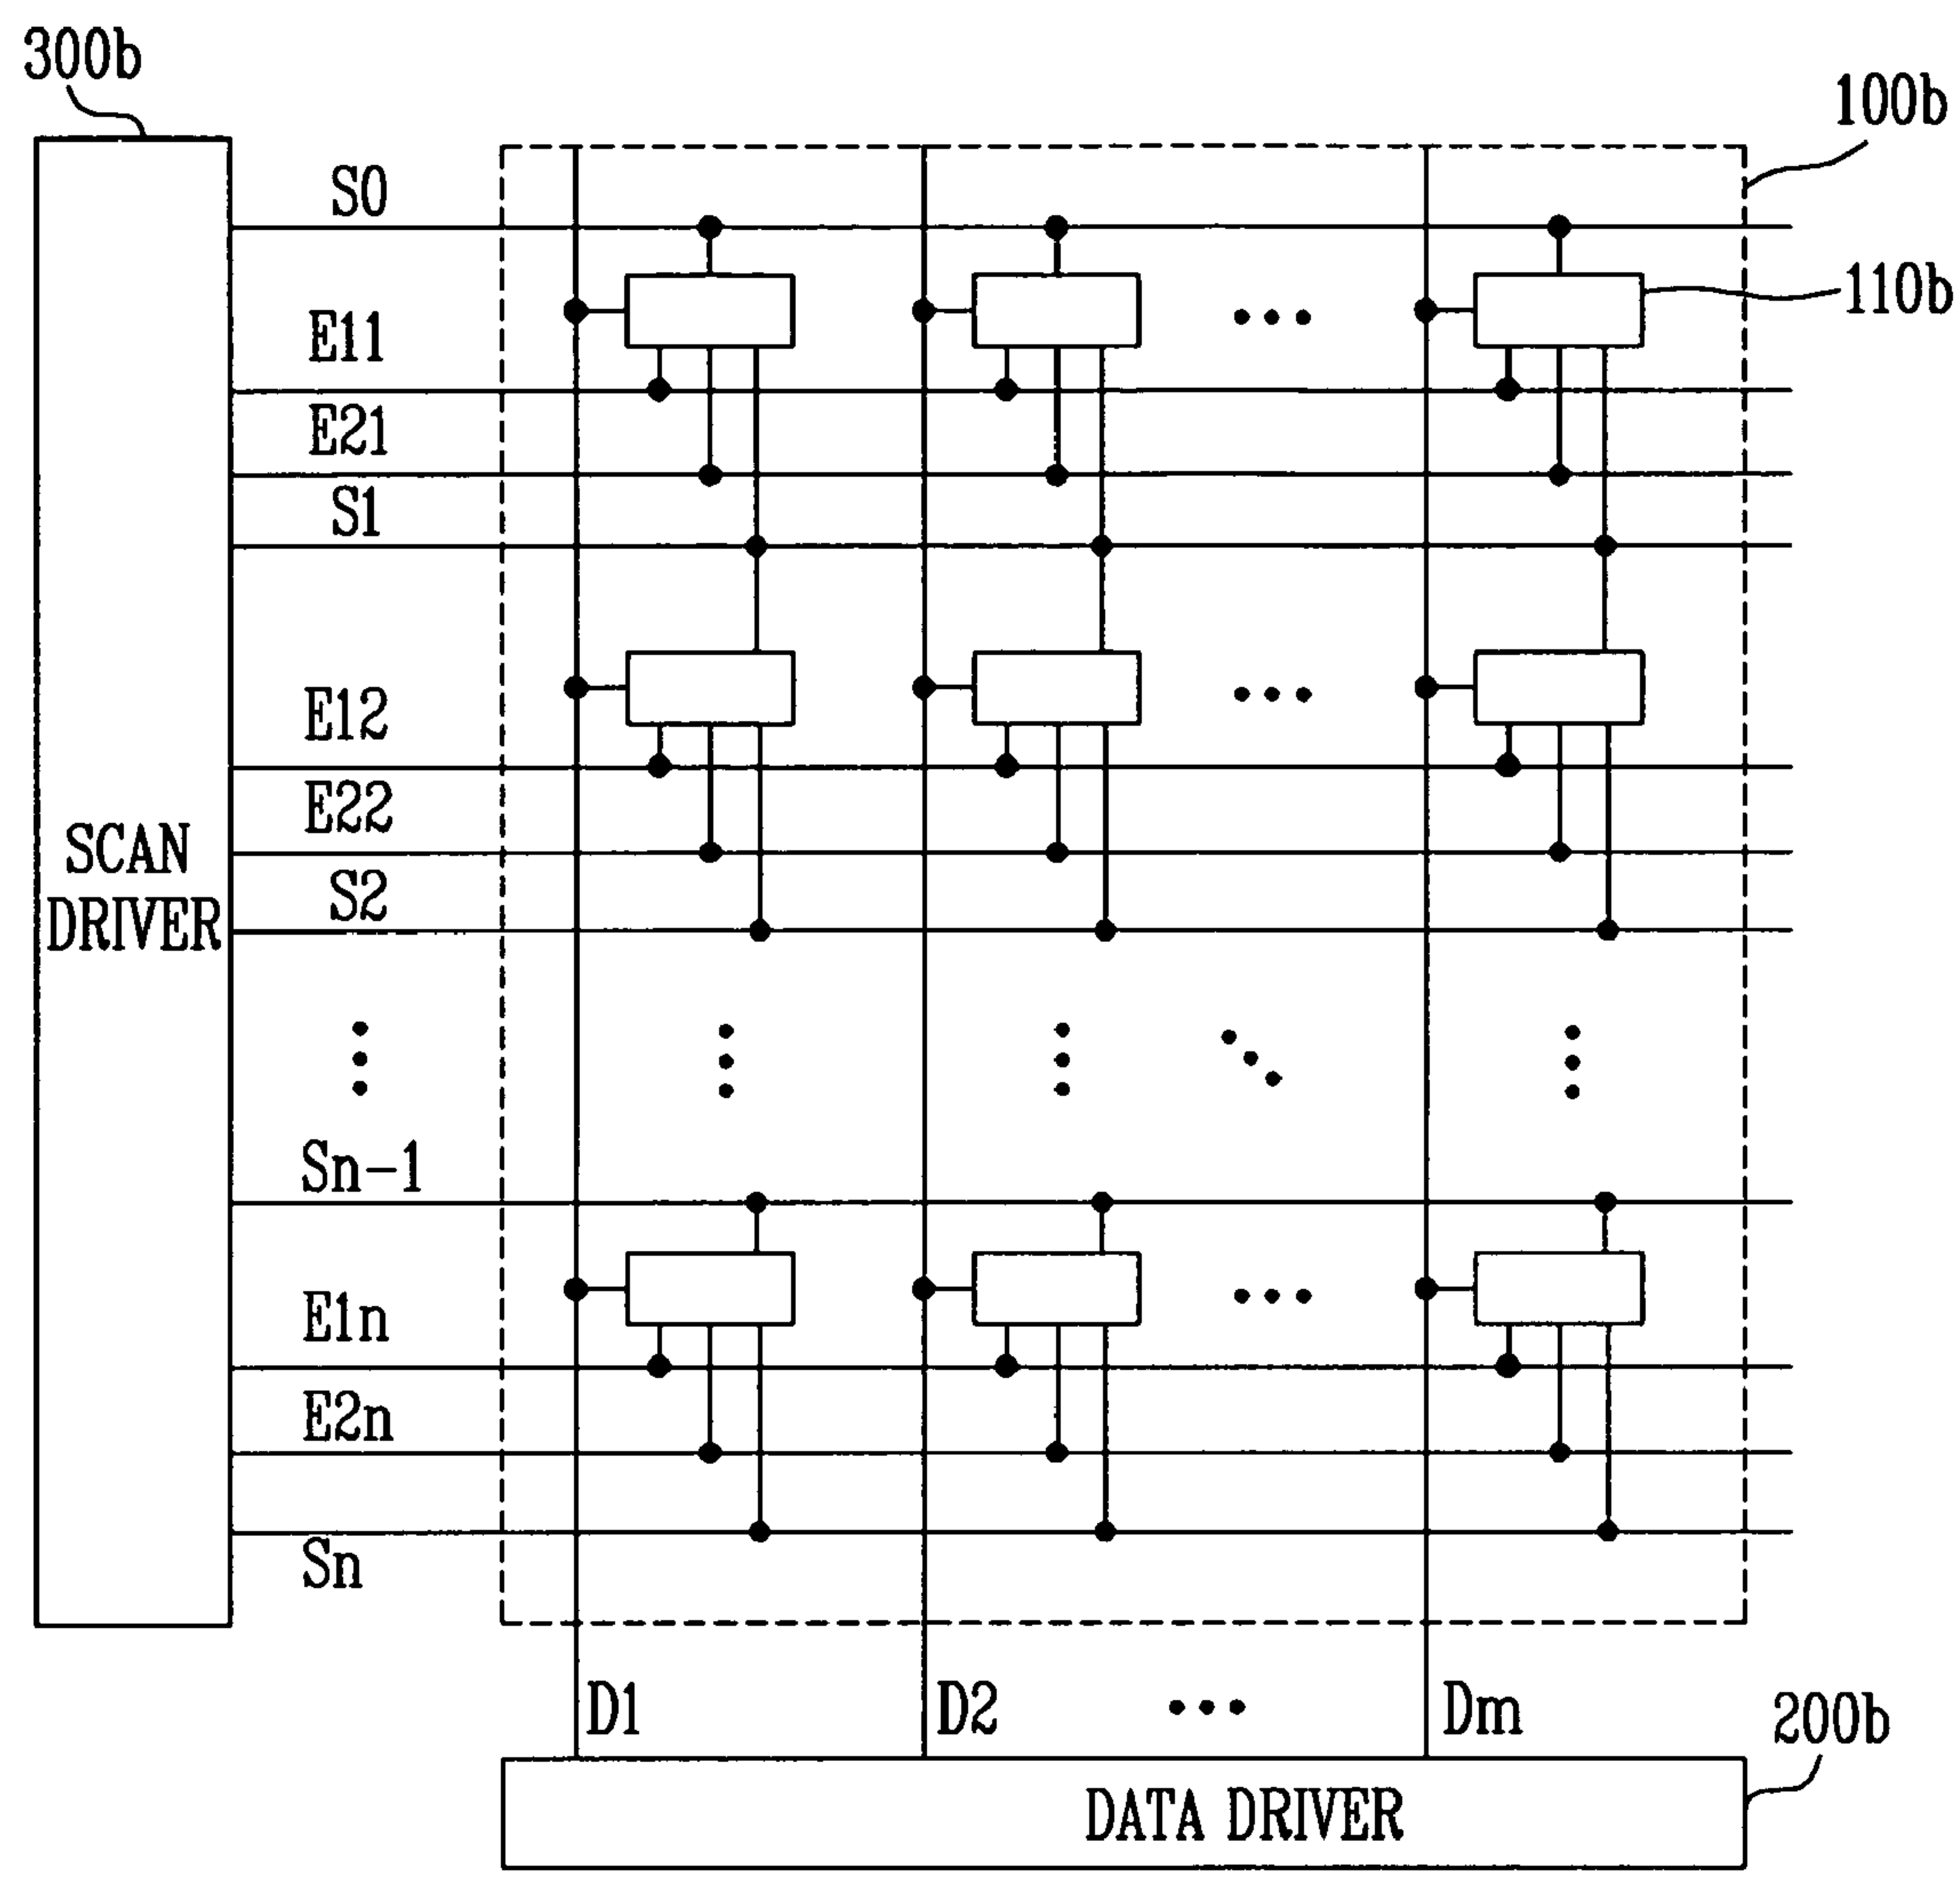 300b
100b
S0
110b
E11
E21
S1
E12
E22
SCAN
DRIVER
S2
Sn-1
E1n
E2n
Sn
D1 D2 ... Dm
200b
DATA DRIVER